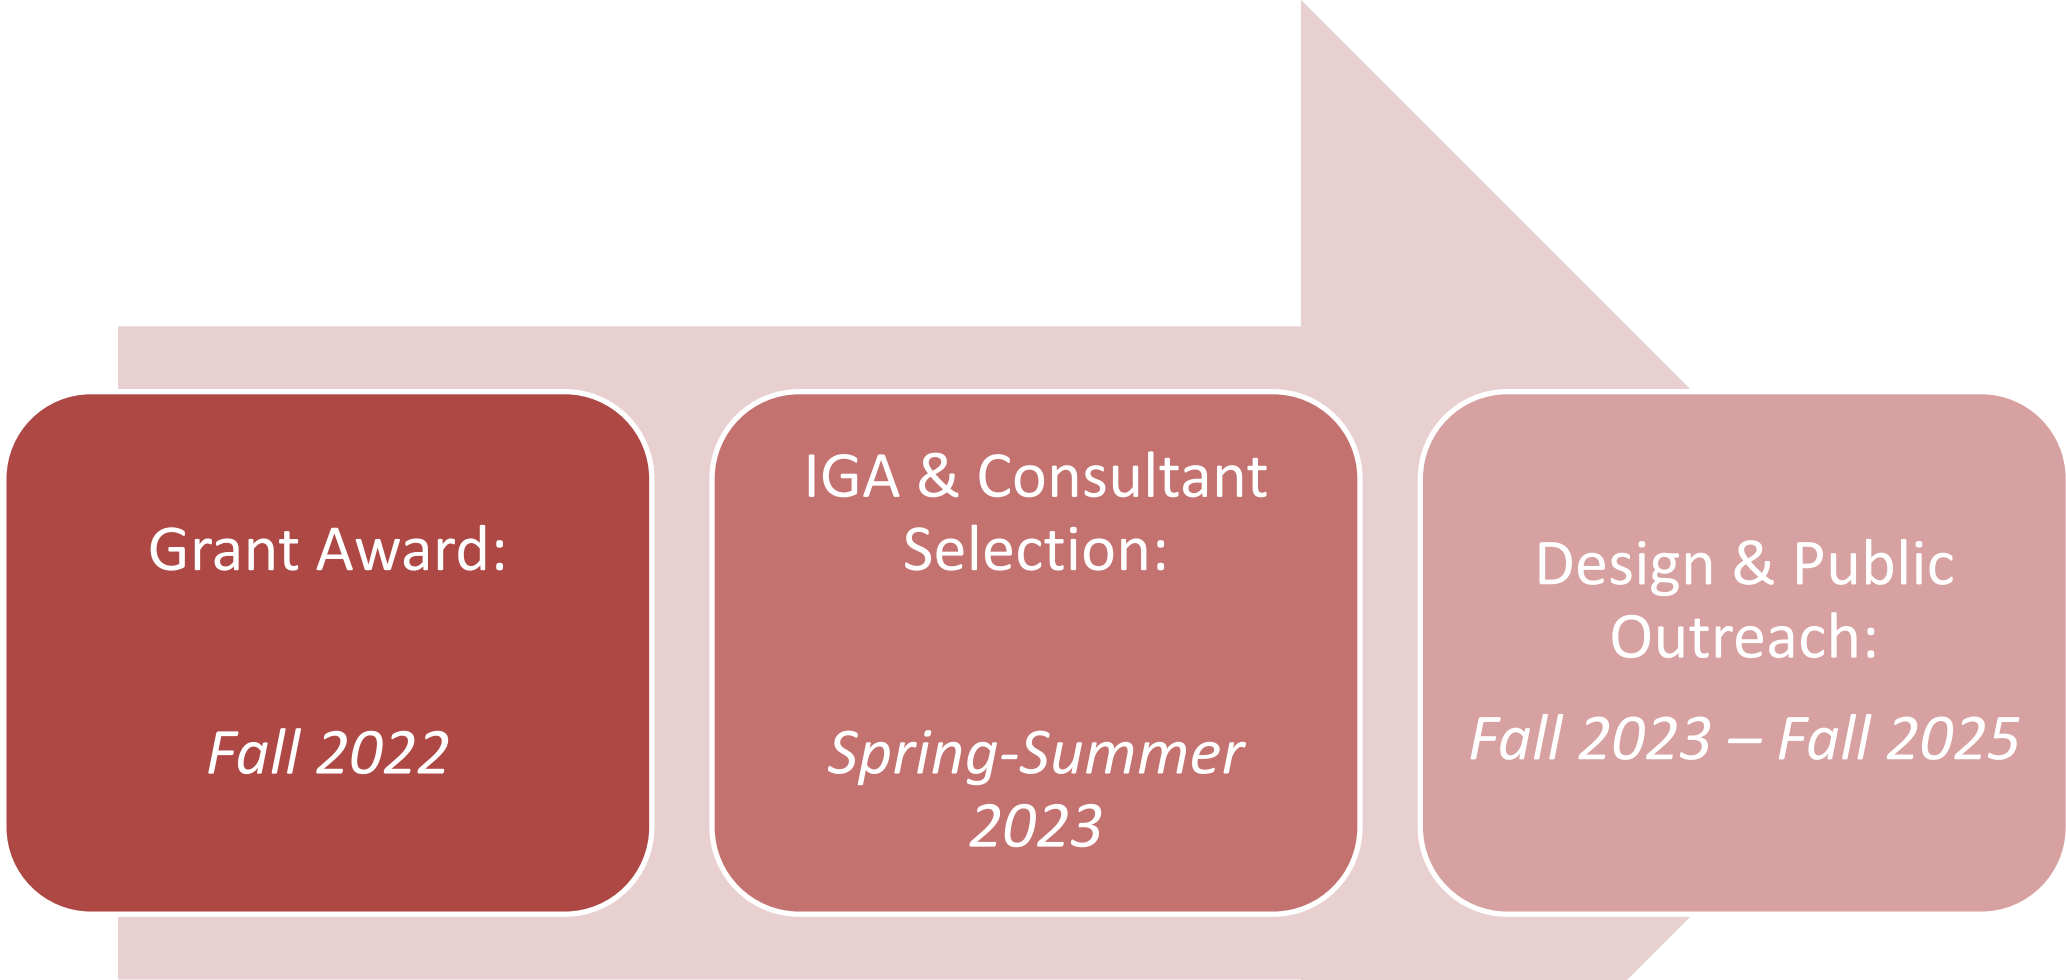 Grant Award:
Fall 2022
IGA & Consultant
Selection:
Spring-Summer
2023
Design & Public
Outreach:
Fall 2023 – Fall 2025